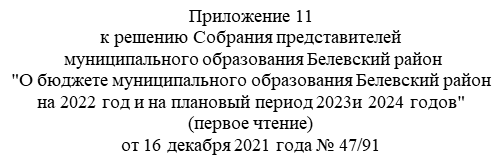 Приложение 11
к решению Собрания представителей
муниципального образования Белевский район
"О бюджете муниципального образования Белевский район
на 2022 год и на плановый период 2023и 2024 годов"
(первое чтение)
от 16 декабря 2021 года № 47/91